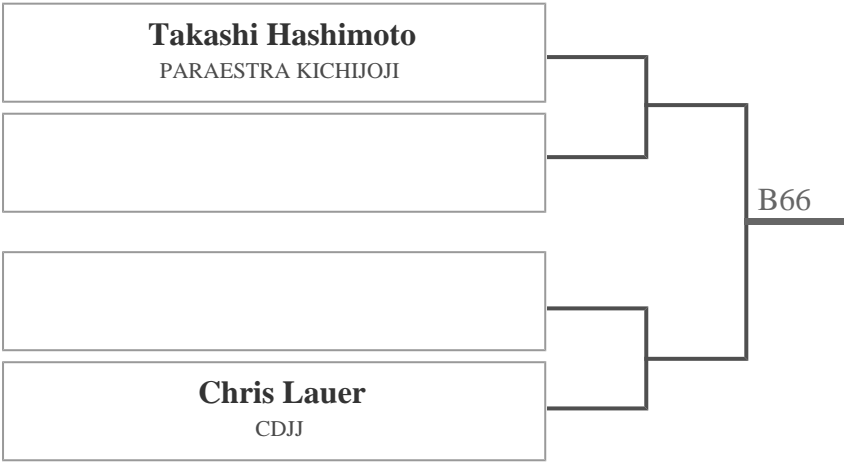 Takashi Hashimoto
PARAESTRA KICHIJOJI
B66
Chris Lauer
CDJJ